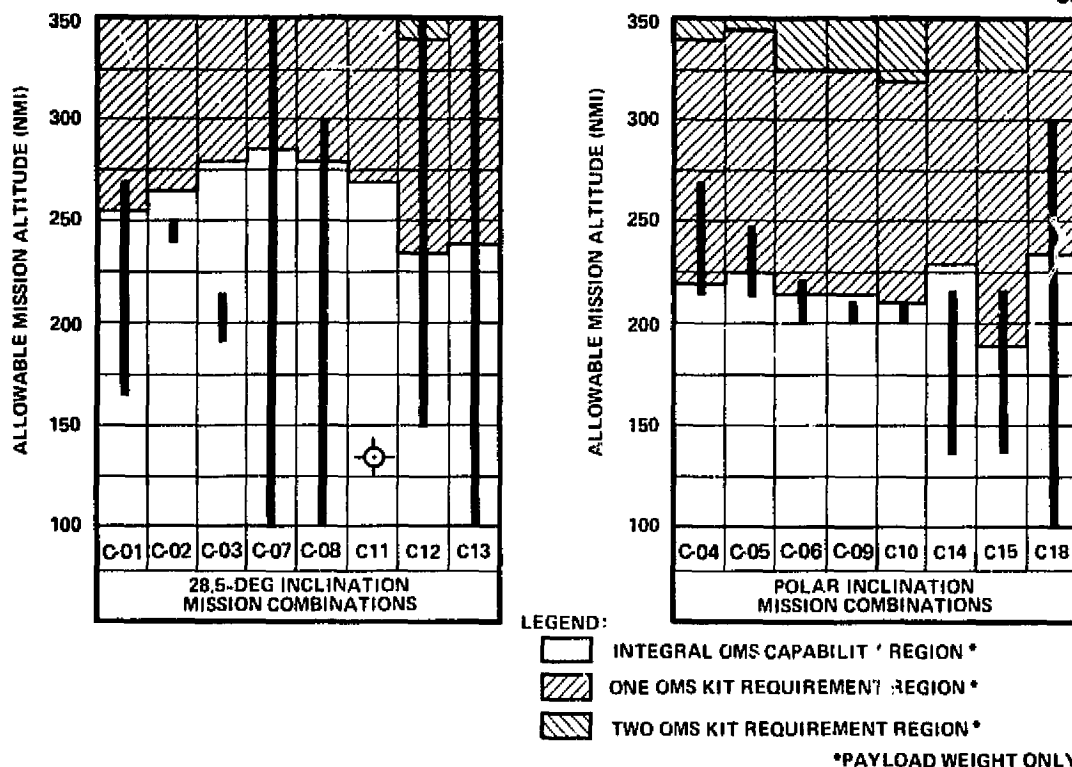 ALLOWABLE MISSION ALTITUDE (NMI)
350
300
250
200
150
100
C-01 C-02 C-03 C-07 C-08 C11 C12 C13
28.5-DEG INCLINATION
MISSION COMBINATIONS
ALLOWABLE MISSION ALTITUDE (NMI)
350
300
250
200
150
100
C-04 C-05 C-06 C-09 C10 C14 C15 C18
POLAR INCLINATION
MISSION COMBINATIONS
LEGEND:
INTEGRAL OMS CAPABILIT REGION*
ONE OMS KIT REQUIREMENT REGION*
TWO OMS KIT REQUIREMENT REGION*
*PAYLOAD WEIGHT ONLY